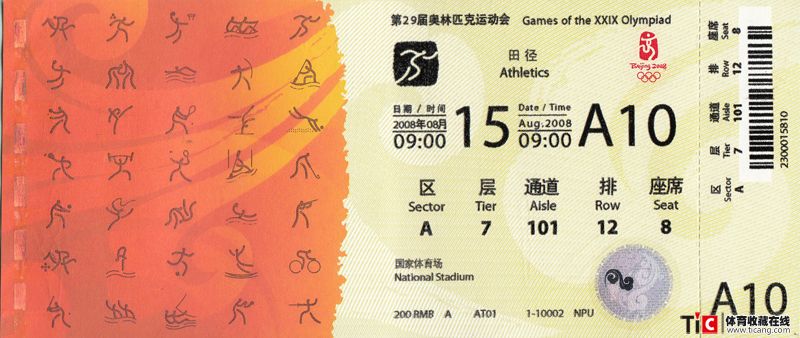 第29届奥林匹克运动会 Games of the XXIX Olympiad
田径
Athletics
Beijing 2008
日期 / 时间
2008年08月
09:00
15
Date / Time
Aug.2008
09:00
A10
区 层 通道 排 座席
Sector Tier Aisle Row Seat
A 7 101 12 8
国家体育场
National Stadium
200 RMB A AT01 1-10002 NPU
座席 Seat 8
排 Row 12
通道 Aisle 101
层 Tier 7
区 Sector A
2300015810
A10
TiC 体育收藏在线
www.ticang.com